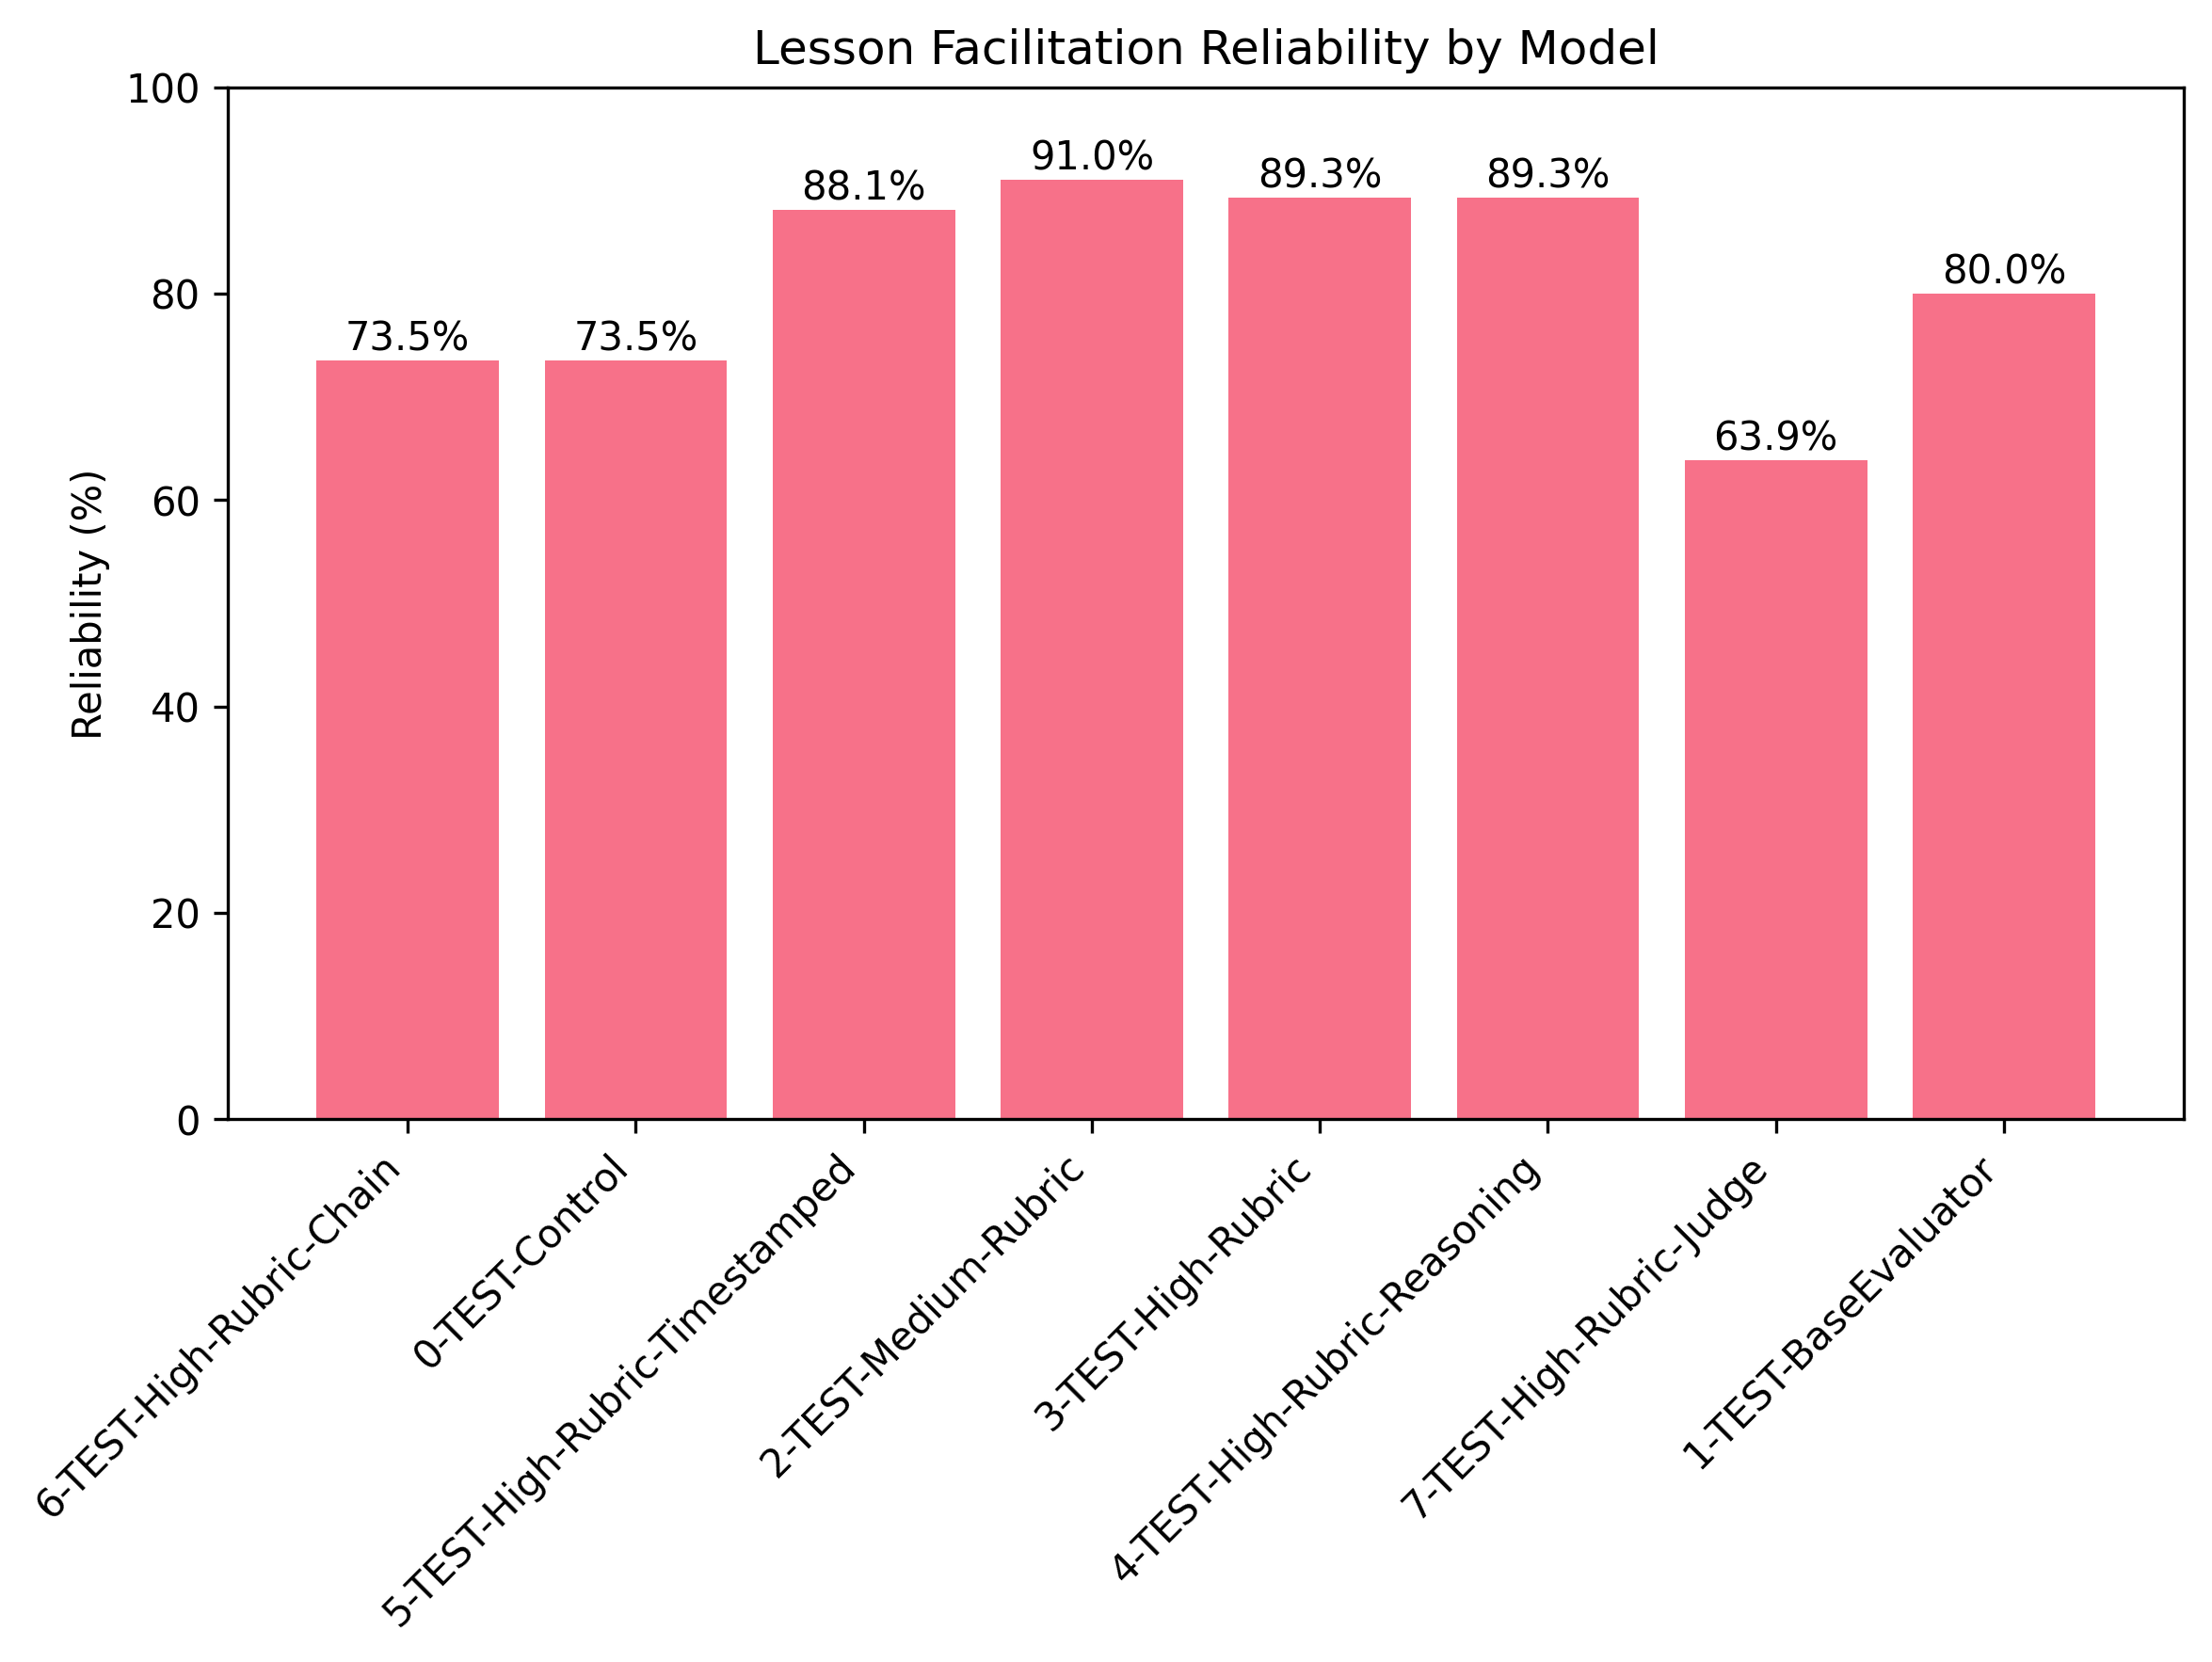 Lesson Facilitation Reliability by Model
100
80
60
40
20
0
Reliability (%)
73.5%
73.5%
88.1%
91.0%
89.3%
89.3%
63.9%
80.0%
6-TEST-High-Rubric-Chain
0-TEST-Control
5-TEST-High-Rubric-Timestamped
2-TEST-Medium-Rubric
3-TEST-High-Rubric
4-TEST-High-Rubric-Reasoning
7-TEST-High-Rubric-Judge
1-TEST-BaseEvaluator